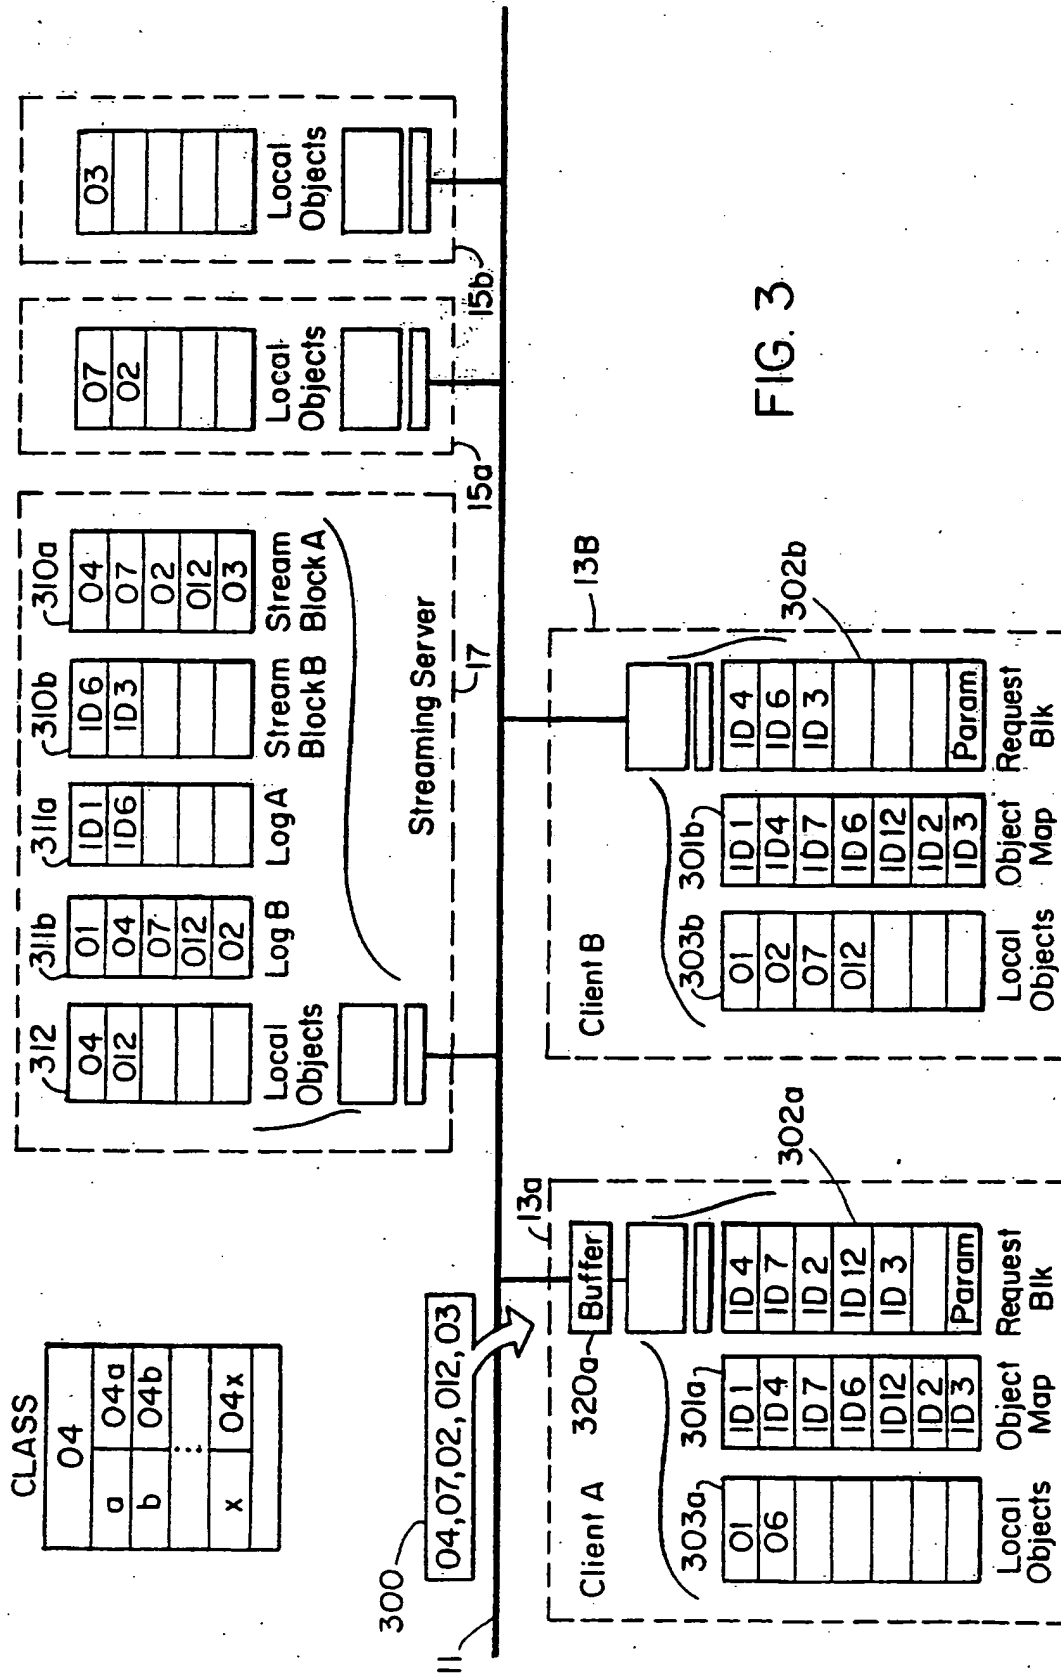 CLASS
04
a 04a
b 04b
⋮
x 04x
300
04, 07, 02, 012, 03
11
312
04
012
Local
Objects
311b
01
04
07
012
02
Log B
311a
ID1
ID6
Log A
310b
ID 6
ID 3
Stream
Block B
310a
04
07
02
012
03
Stream
Block A
Streaming Server
17
07
02
Local
Objects
15a
03
Local
Objects
15b
13a
Client A
320a
Buffer
303a
01
06
Local
Objects
301a
ID1
ID4
ID7
ID6
ID12
ID2
ID3
Object
Map
302a
ID 4
ID 7
ID 2
ID 12
ID 3
Param
Request
Blk
13B
Client B
303b
01
02
07
012
Local
Objects
301b
ID1
ID4
ID7
ID6
ID12
ID2
ID3
Object
Map
302b
ID 4
ID 6
ID 3
Param
Request
Blk
FIG. 3